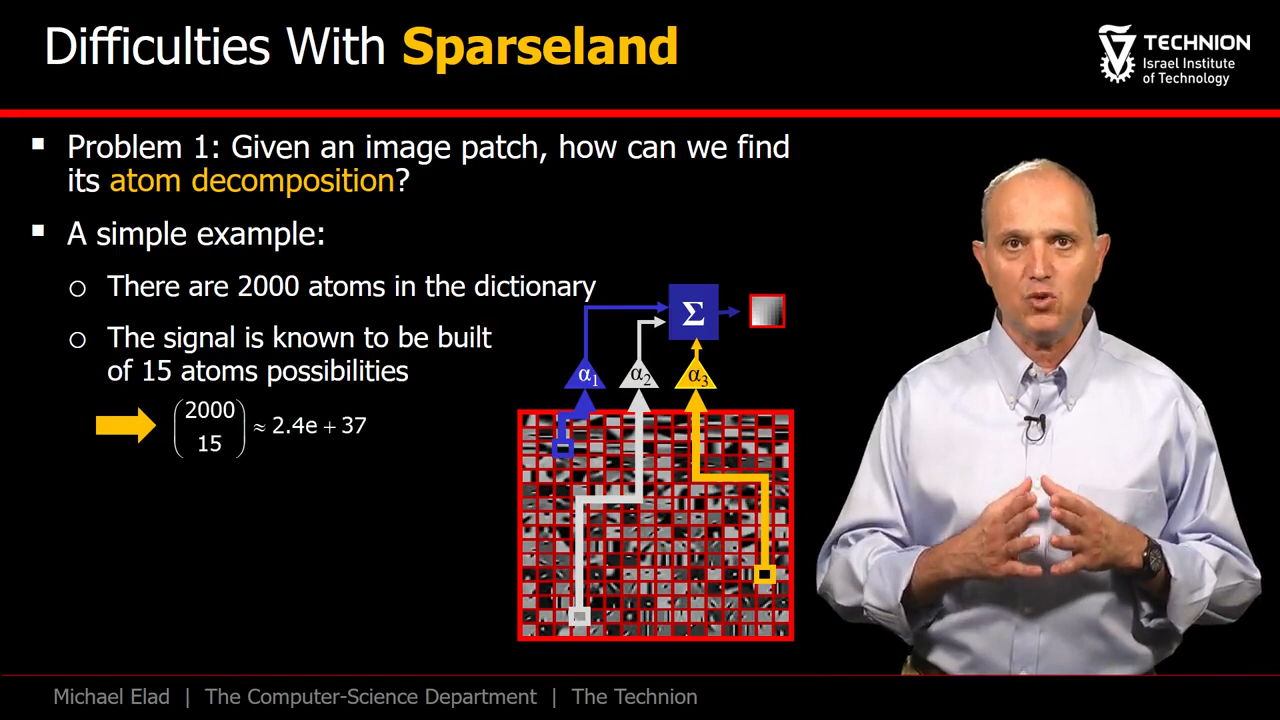 Difficulties With Sparseland
TECHNION
Israel Institute
of Technology
▪ Problem 1: Given an image patch, how can we find
its atom decomposition?
▪ A simple example:
o There are 2000 atoms in the dictionary
o The signal is known to be built
of 15 atoms possibilities
(2000
15) ≈ 2.4e + 37
Σ
α1 α2 α3
Michael Elad | The Computer-Science Department | The Technion